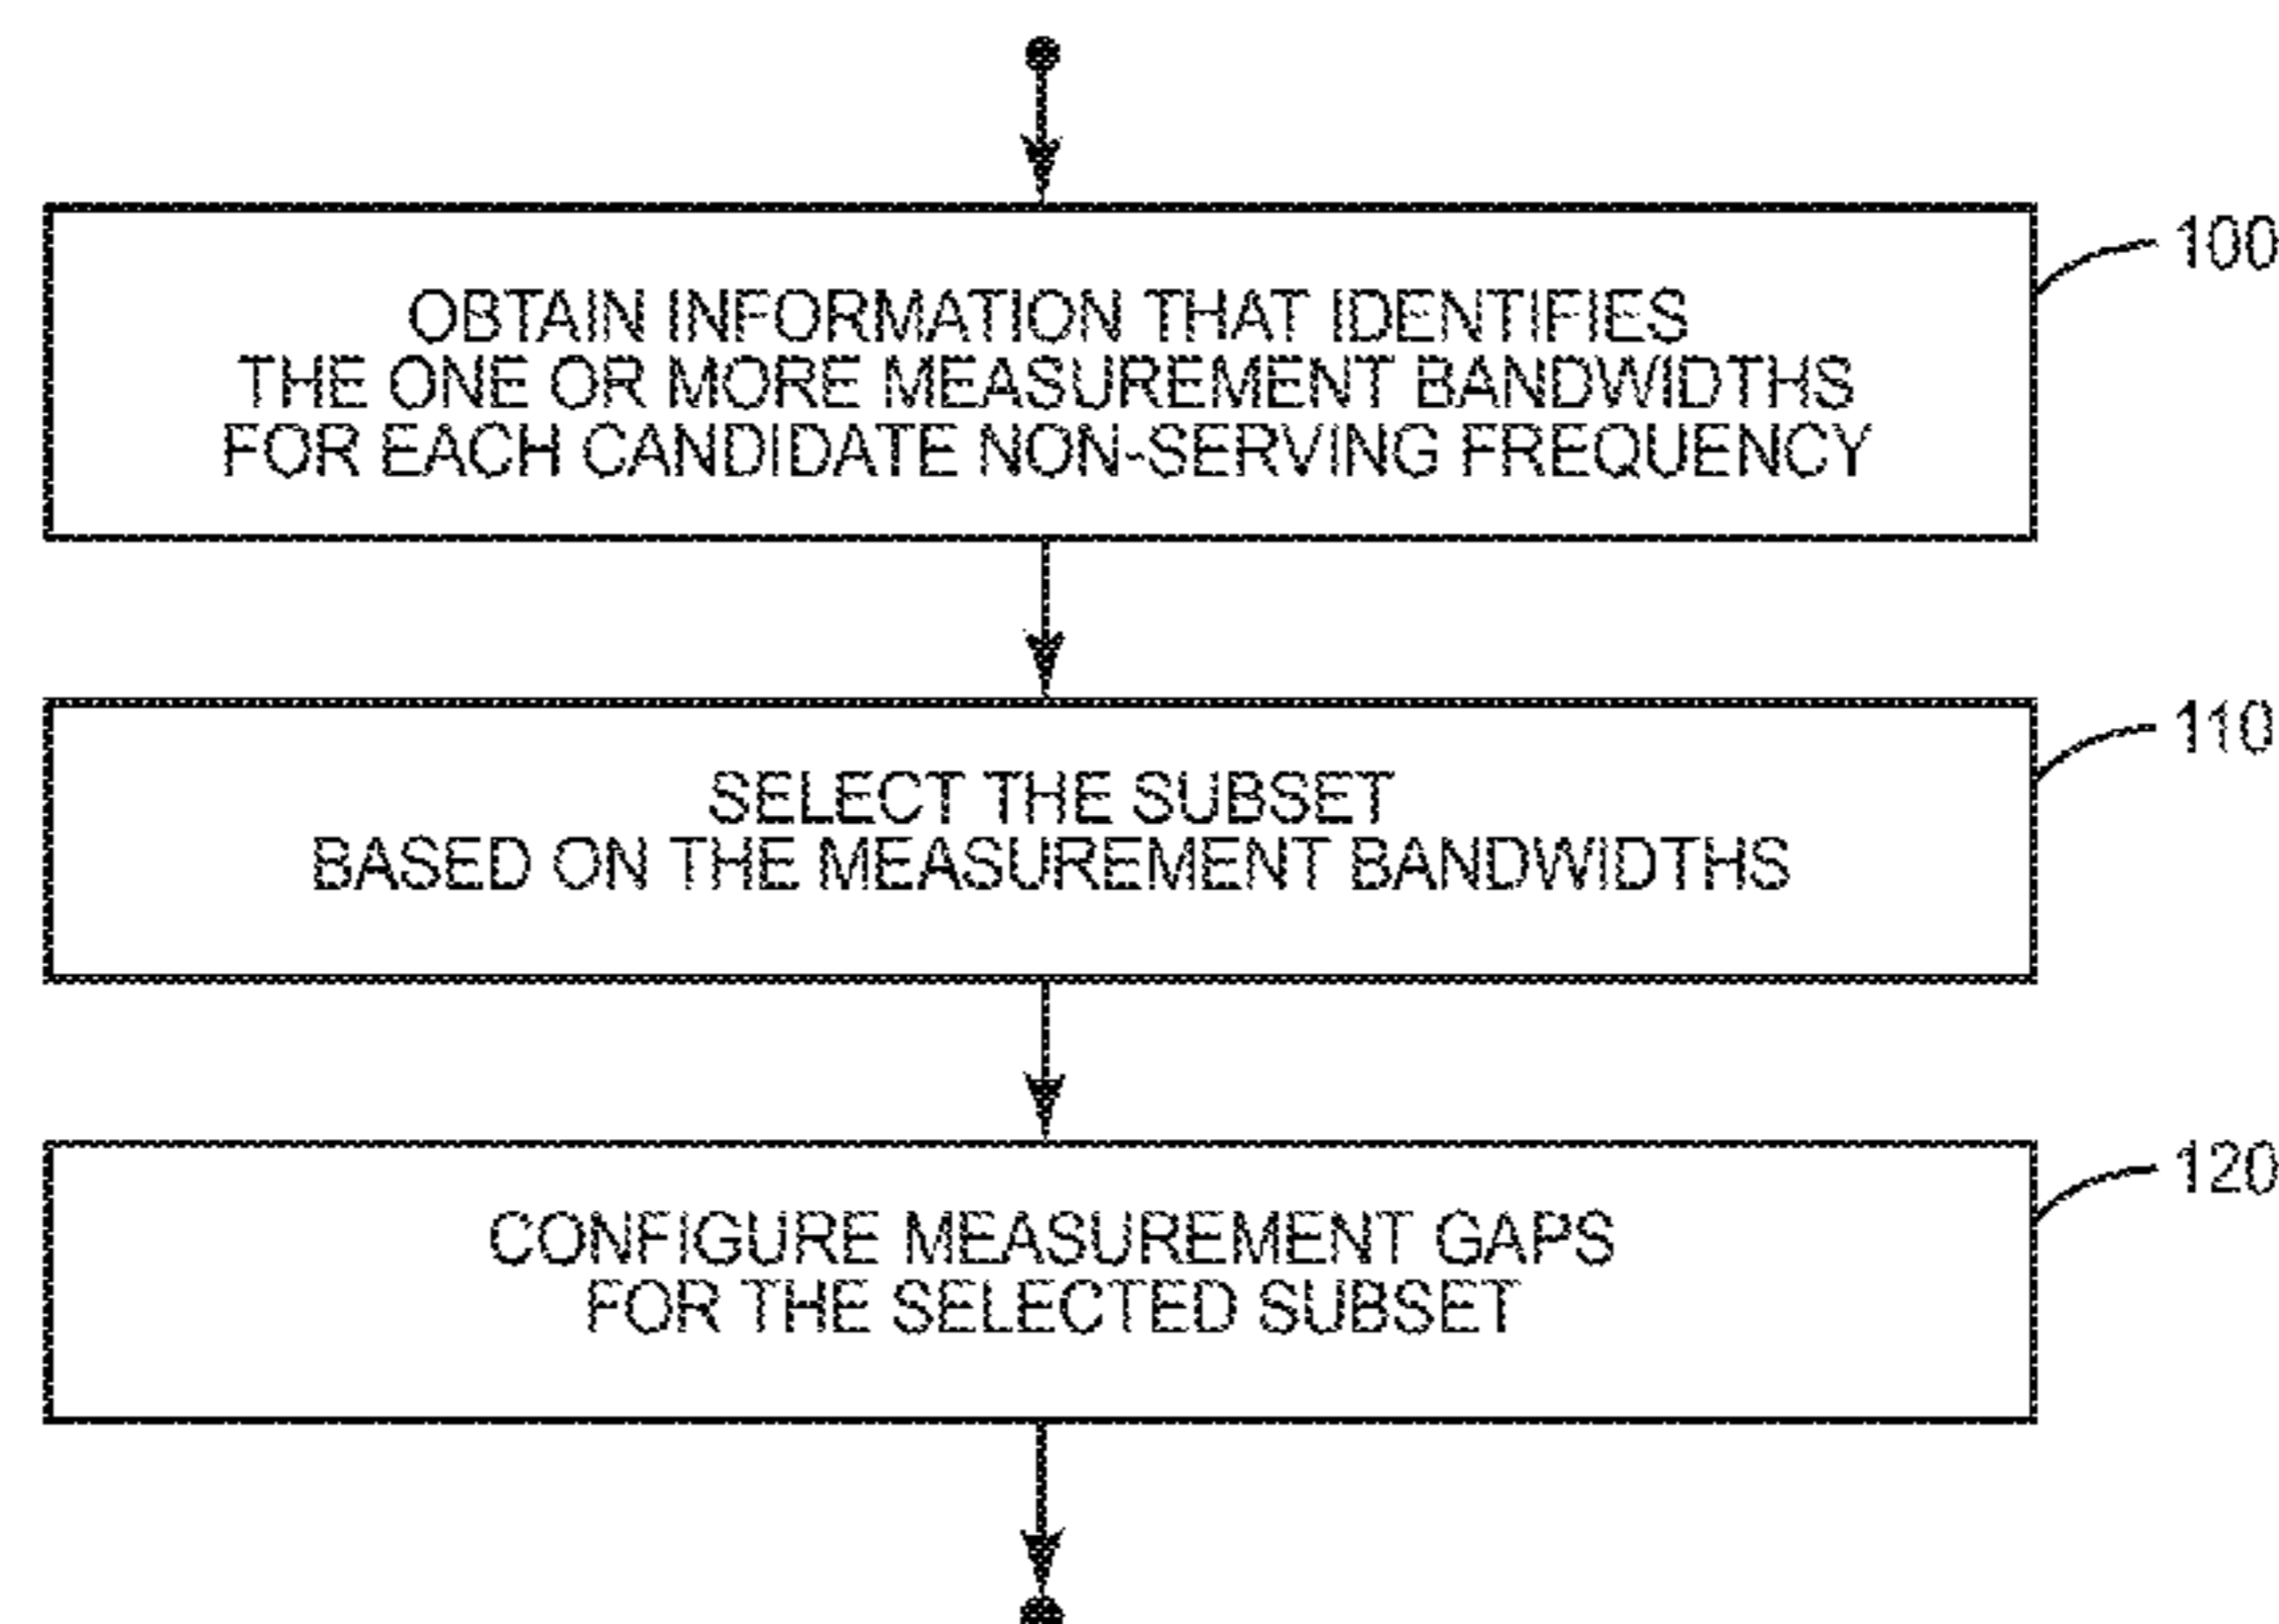 OBTAIN INFORMATION THAT IDENTIFIES
THE ONE OR MORE MEASUREMENT BANDWIDTHS
FOR EACH CANDIDATE NON-SERVING FREQUENCY
100
SELECT THE SUBSET
BASED ON THE MEASUREMENT BANDWIDTHS
110
CONFIGURE MEASUREMENT GAPS
FOR THE SELECTED SUBSET
120